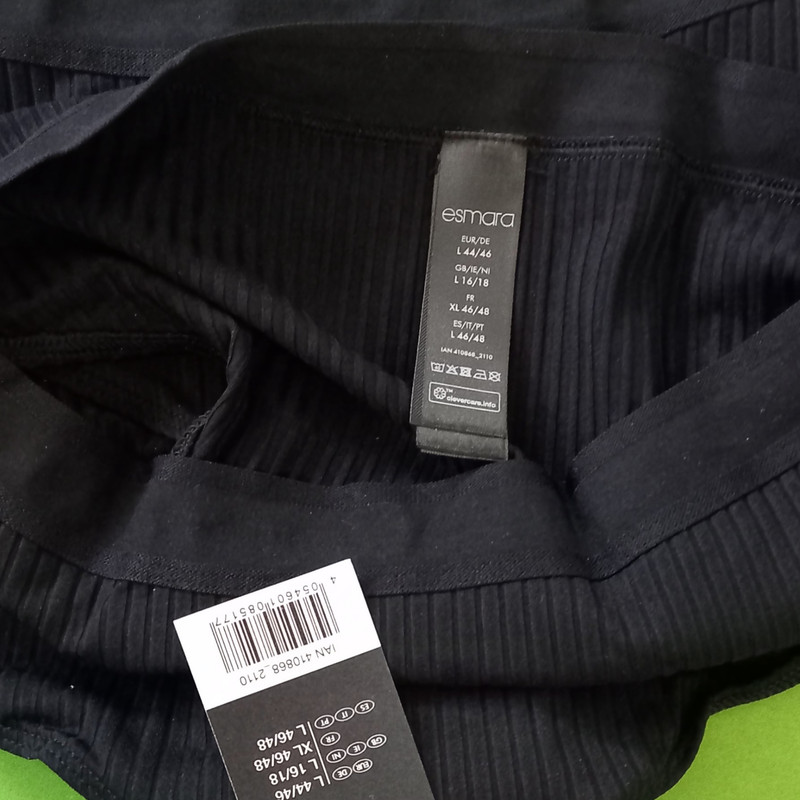 esmara
EUR/DE
L 44/46
GB/IE/NI
L 16/18
FR
XL 46/48
ES/IT/PT
L 46/48
IAN 410868_2110
TM
clevercare.info
L 44/46 DE EUR
L 16/18 NI IE GB
XL 46/48 FR
L 46/48 PT IT ES
IAN 410868_2110
4 054601 085177